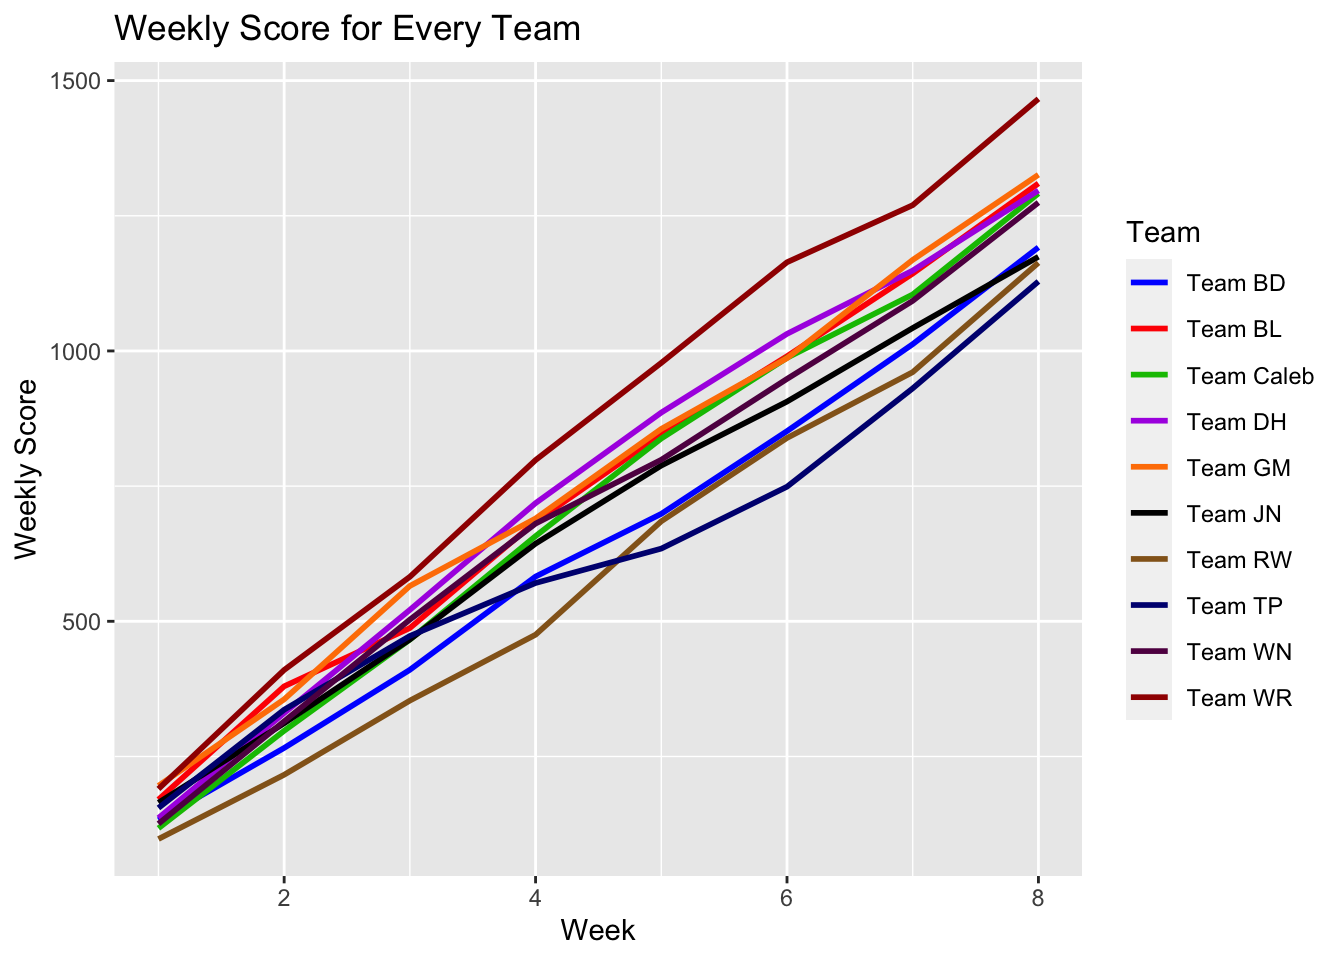 Weekly Score for Every Team
1500
1000
500
Weekly Score
2 4 6 8
Week
Team
Team BD
Team BL
Team Caleb
Team DH
Team GM
Team JN
Team RW
Team TP
Team WN
Team WR